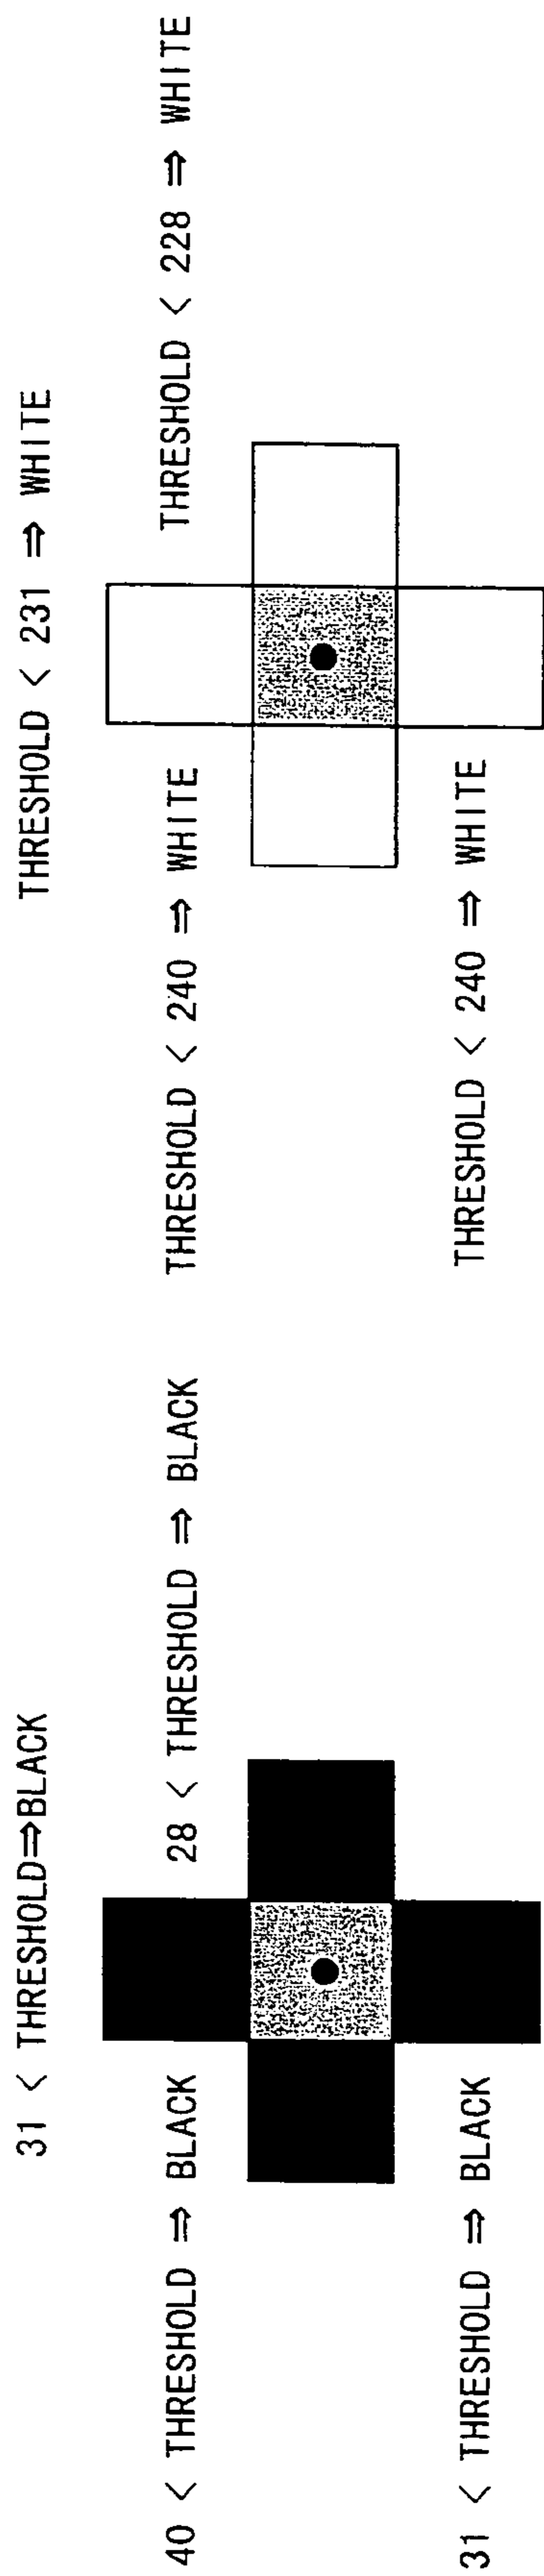 31 < THRESHOLD⇒BLACK
40 < THRESHOLD ⇒ BLACK
28 < THRESHOLD ⇒ BLACK
31 < THRESHOLD ⇒ BLACK
THRESHOLD < 231 ⇒ WHITE
THRESHOLD < 240 ⇒ WHITE
THRESHOLD < 228 ⇒ WHITE
THRESHOLD < 240 ⇒ WHITE